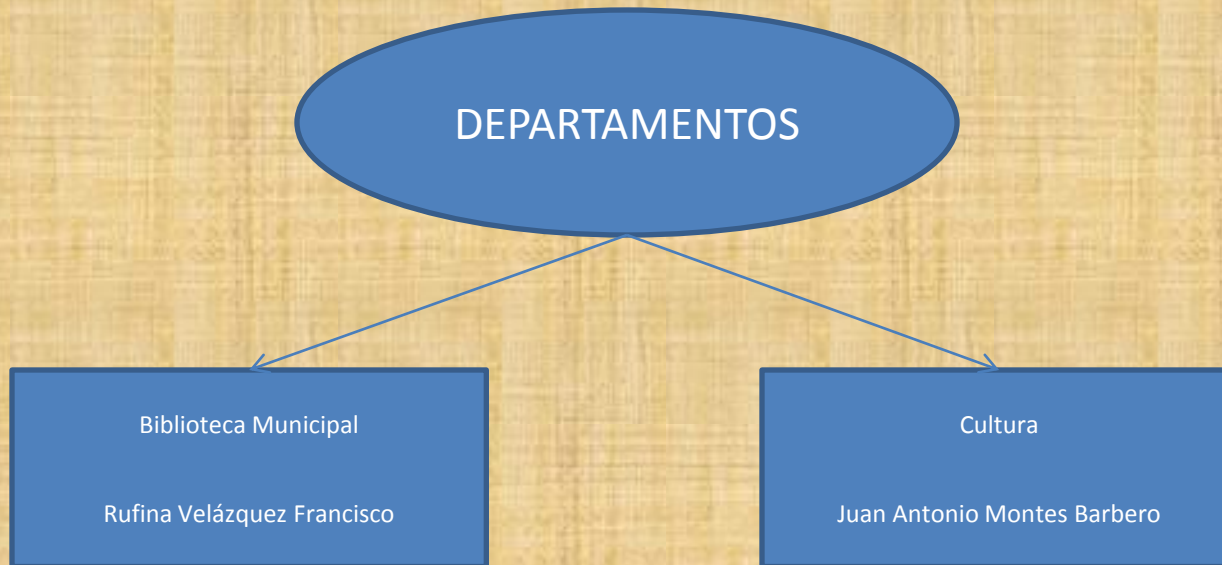 DEPARTAMENTOS
Biblioteca Municipal
Rufina Velázquez Francisco
Cultura
Juan Antonio Montes Barbero